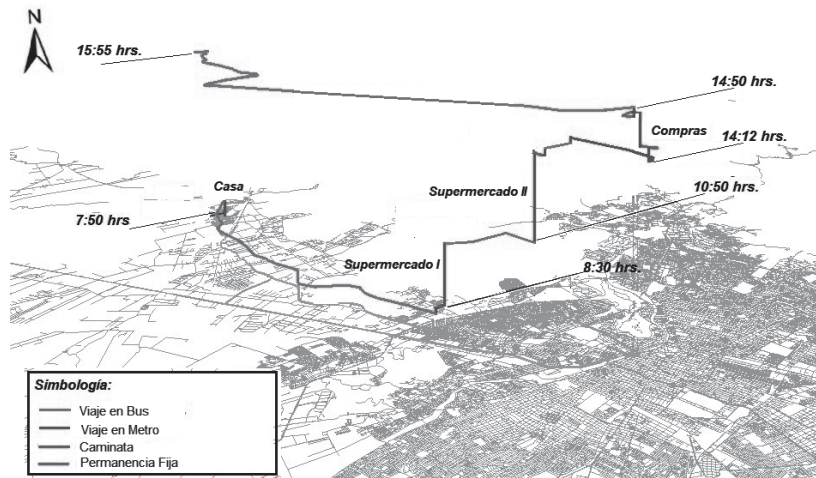 N
15:55 hrs.
14:50 hrs.
Compras
14:12 hrs.
Casa
Supermercado II
10:50 hrs.
7:50 hrs
Supermercado I
8:30 hrs.
Simbología:
Viaje en Bus
Viaje en Metro
Caminata
Permanencia Fija